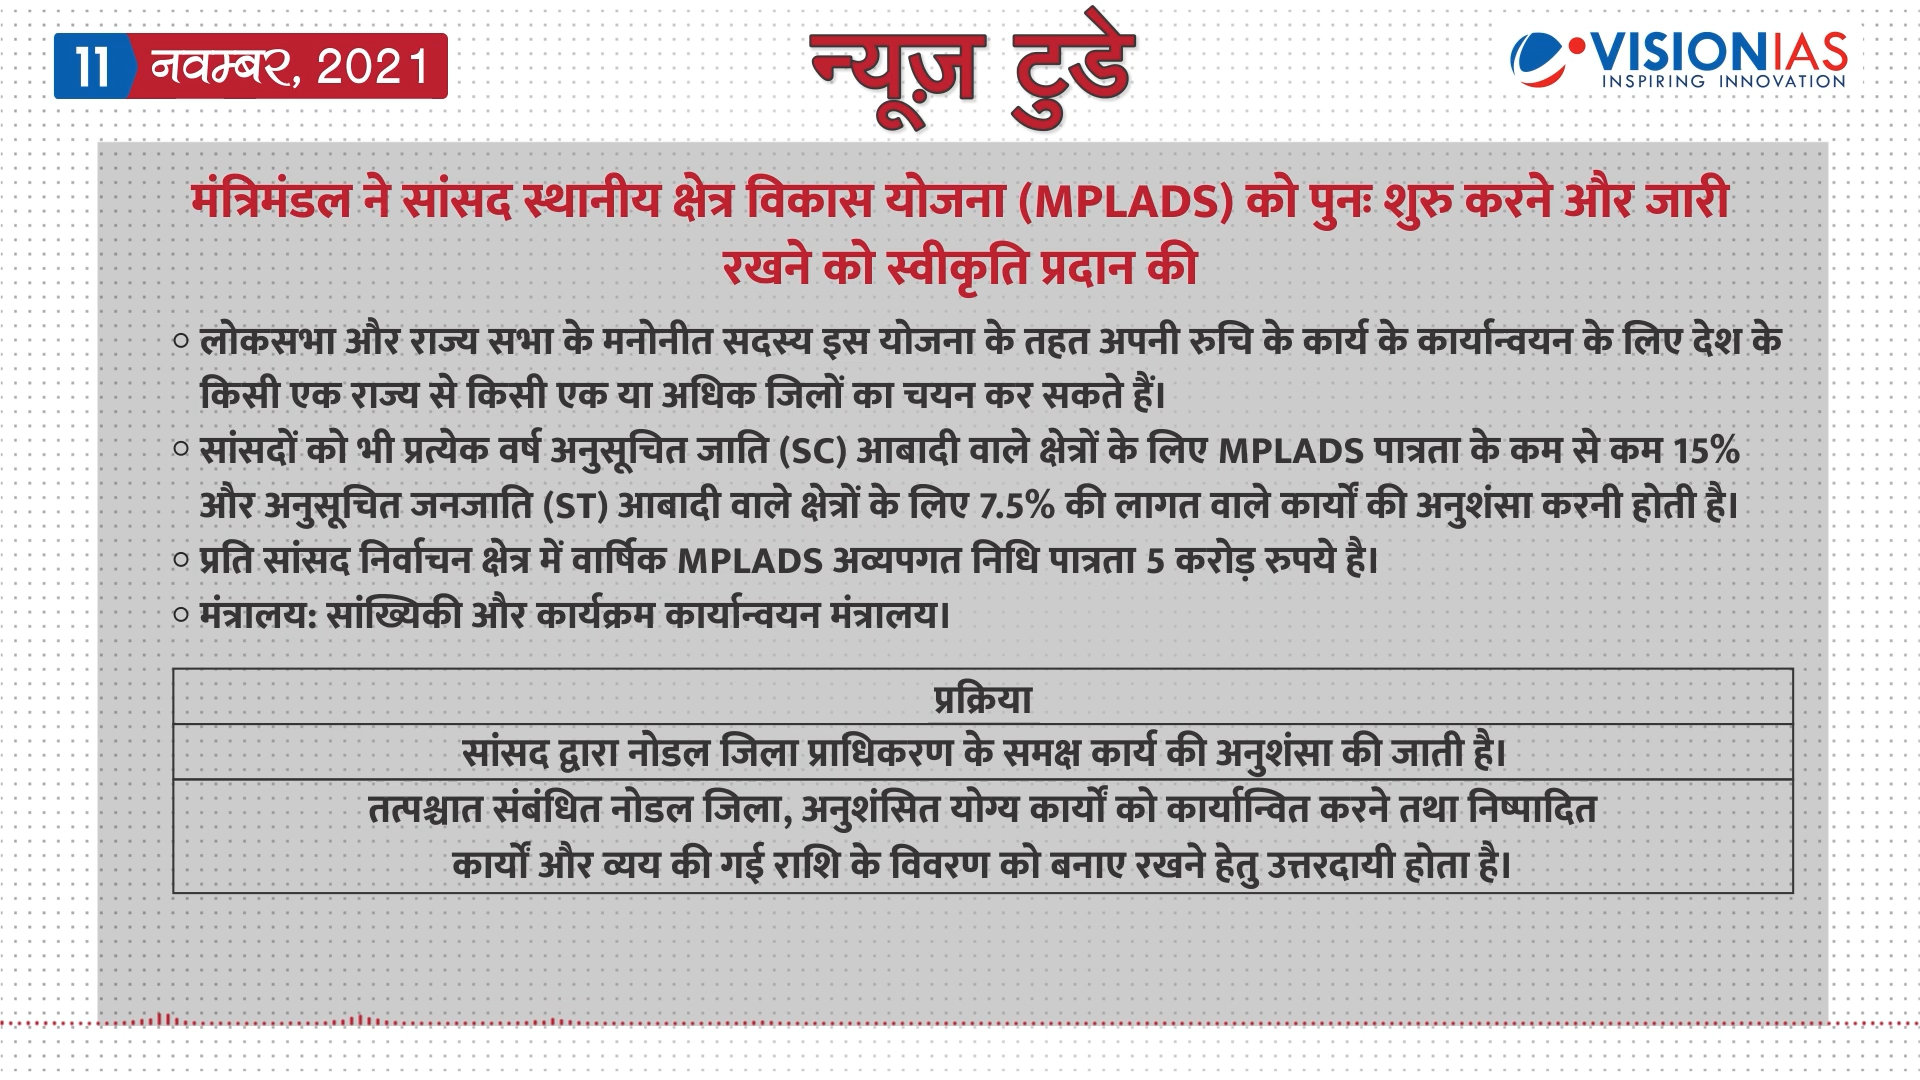 11 नवम्बर, 2021
न्यूज़ टुडे
VISIONIAS
INSPIRING INNOVATION
मंत्रिमंडल ने सांसद स्थानीय क्षेत्र विकास योजना (MPLADS) को पुनः शुरु करने और जारी
रखने को स्वीकृति प्रदान की
○ लोकसभा और राज्य सभा के मनोनीत सदस्य इस योजना के तहत अपनी रुचि के कार्य के कार्यान्वयन के लिए देश के
किसी एक राज्य से किसी एक या अधिक जिलों का चयन कर सकते हैं।
○ सांसदों को भी प्रत्येक वर्ष अनुसूचित जाति (SC) आबादी वाले क्षेत्रों के लिए MPLADS पात्रता के कम से कम 15%
और अनुसूचित जनजाति (ST) आबादी वाले क्षेत्रों के लिए 7.5% की लागत वाले कार्यों की अनुशंसा करनी होती है।
○ प्रति सांसद निर्वाचन क्षेत्र में वार्षिक MPLADS अव्यपगत निधि पात्रता 5 करोड़ रुपये है।
○ मंत्रालय: सांख्यिकी और कार्यक्रम कार्यान्वयन मंत्रालय।
प्रक्रिया
सांसद द्वारा नोडल जिला प्राधिकरण के समक्ष कार्य की अनुशंसा की जाती है।
तत्पश्चात संबंधित नोडल जिला, अनुशंसित योग्य कार्यों को कार्यान्वित करने तथा निष्पादित
कार्यों और व्यय की गई राशि के विवरण को बनाए रखने हेतु उत्तरदायी होता है।